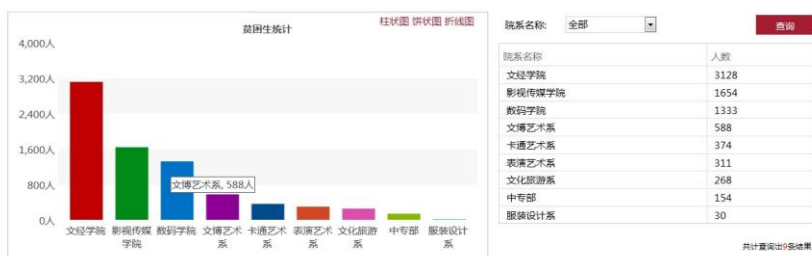 贫困生统计
柱状图 饼状图 折线图
4,000人
3,200人
2,400人
1,600人
800人
0人
文博艺术系, 588人
文经学院 影视传媒学院 数码学院 文博艺术系 卡通艺术系 表演艺术系 文化旅游系 中专部 服装设计系
院系名称: 全部 查询
院系名称 人数
文经学院 3128
影视传媒学院 1654
数码学院 1333
文博艺术系 588
卡通艺术系 374
表演艺术系 311
文化旅游系 268
中专部 154
服装设计系 30
共计查询出9条结果